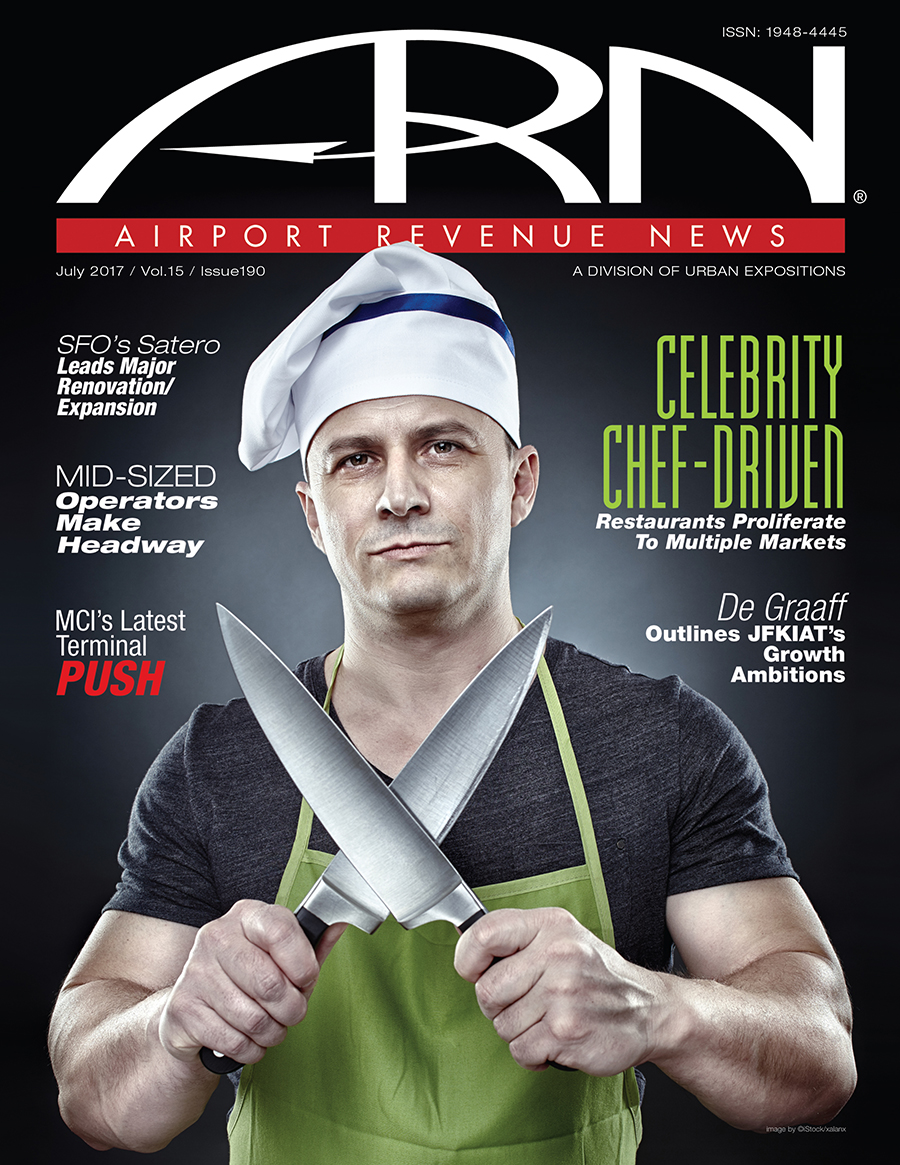 ISSN: 1948-4445
ARN®
AIRPORT REVENUE NEWS
July 2017 / Vol.15 / Issue190
A DIVISION OF URBAN EXPOSITIONS
SFO's Satero
Leads Major
Renovation/
Expansion
MID-SIZED
Operators
Make
Headway
MCI's Latest
Terminal
PUSH
CELEBRITY
CHEF-DRIVEN
Restaurants Proliferate
To Multiple Markets
De Graaff
Outlines JFKIAT's
Growth
Ambitions
image by ©iStock/xalanx